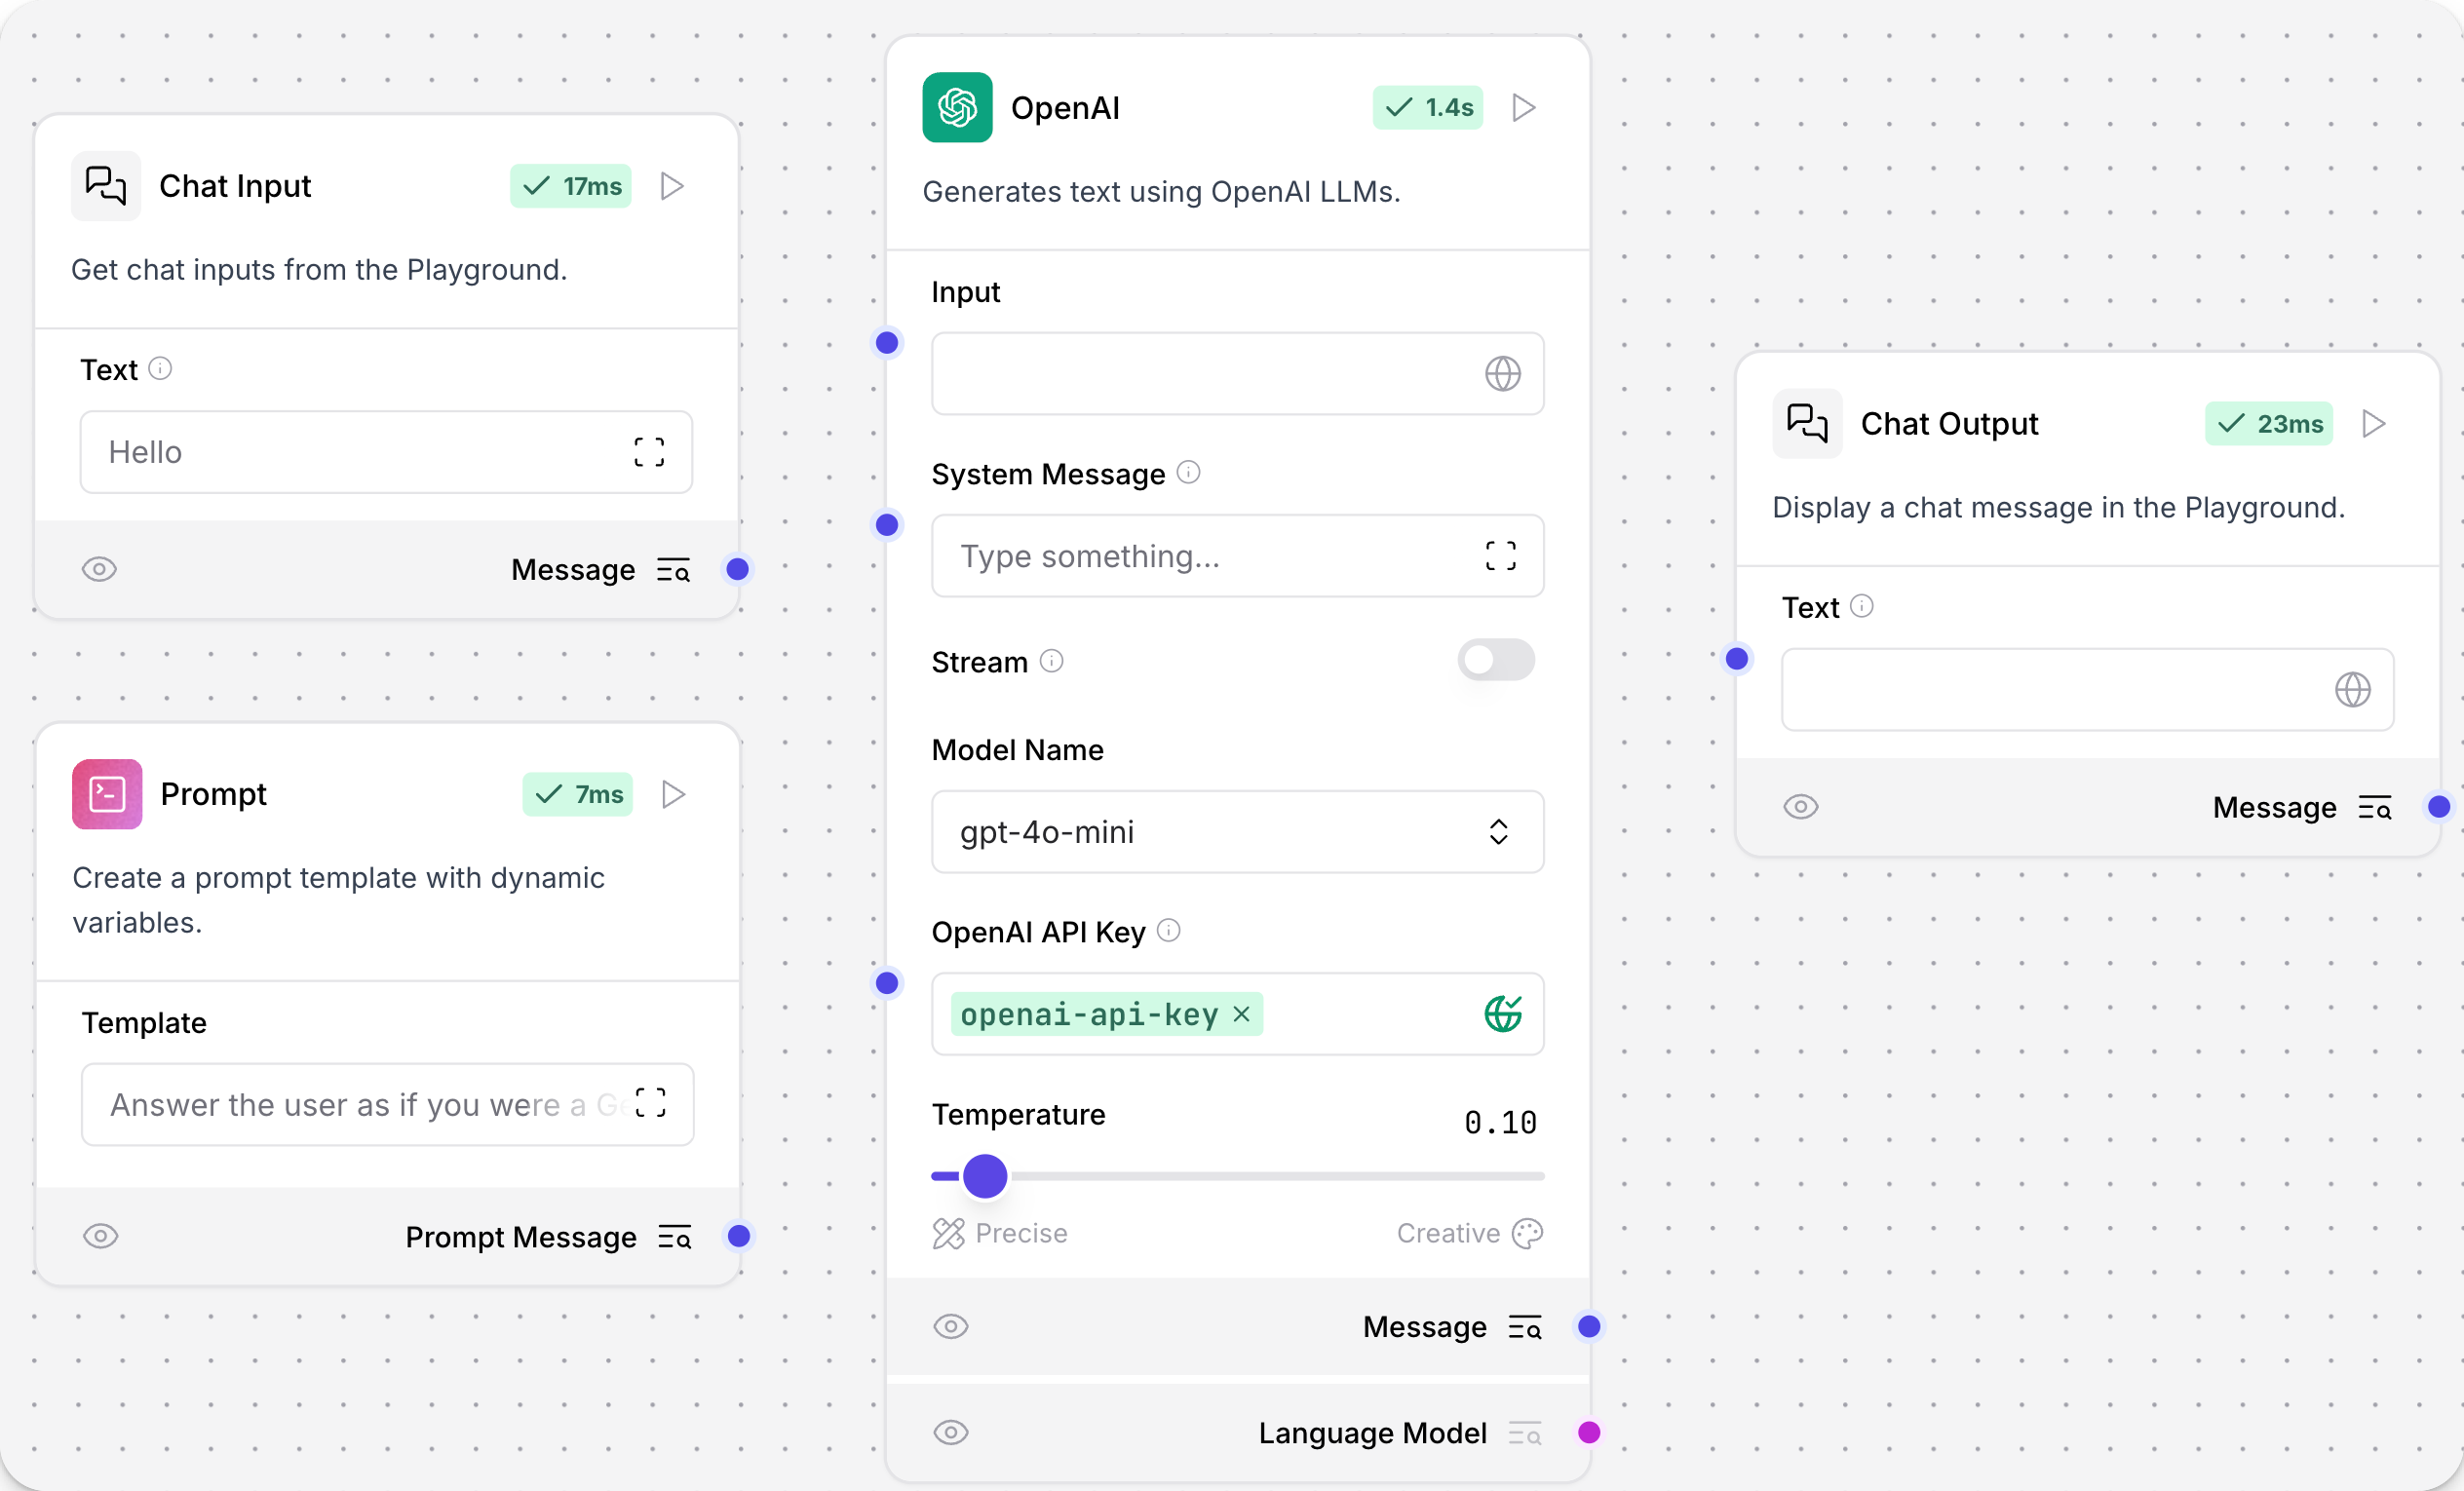 Chat Input
17ms
Get chat inputs from the Playground.
Text
Hello
Message
Prompt
7ms
Create a prompt template with dynamic
variables.
Template
Answer the user as if you were a
Prompt Message
OpenAI
1.4s
Generates text using OpenAI LLMs.
Input
System Message
Type something...
Stream
Model Name
gpt-4o-mini
OpenAI API Key
openai-api-key
Temperature
0.10
Precise
Creative
Message
Language Model
Chat Output
23ms
Display a chat message in the Playground.
Text
Message